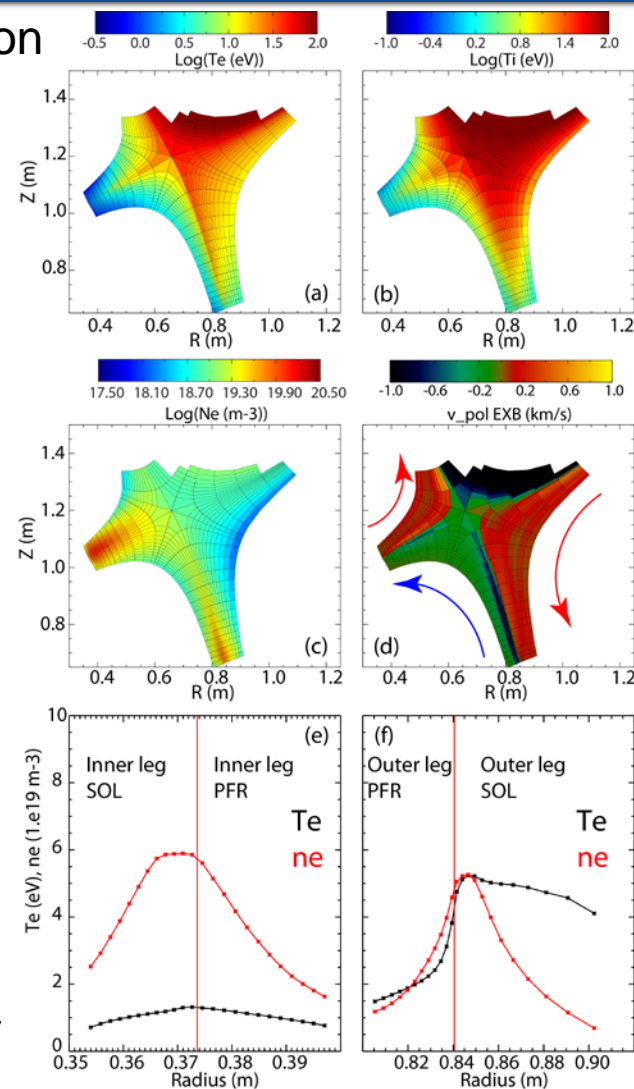 on
-0.5 0.0 0.5 1.0 1.5 2.0
Log(Te (eV))
-1.0 -0.4 0.2 0.8 1.4 2.0
Log(Ti (eV))
1.4
1.2
1.0
0.8
Z (m)
(a)
(b)
0.4 0.6 0.8 1.0 1.2
R (m)
0.4 0.6 0.8 1.0 1.2
R (m)
17.50 18.10 18.70 19.30 19.90 20.50
Log(Ne (m-3))
-1.0 -0.6 -0.2 0.2 0.6 1.0
v_pol EXB (km/s)
1.4
1.2
1.0
0.8
Z (m)
(c)
(d)
0.4 0.6 0.8 1.0 1.2
R (m)
0.4 0.6 0.8 1.0 1.2
R (m)
10
8
6
4
2
0
Te (eV), ne (1.e19 m-3)
(e)
Inner leg
SOL
Inner leg
PFR
Te
ne
0.35 0.36 0.37 0.38 0.39
Radius (m)
(f)
Outer leg
PFR
Outer leg
SOL
Te
ne
0.82 0.84 0.86 0.88 0.90
Radius (m)